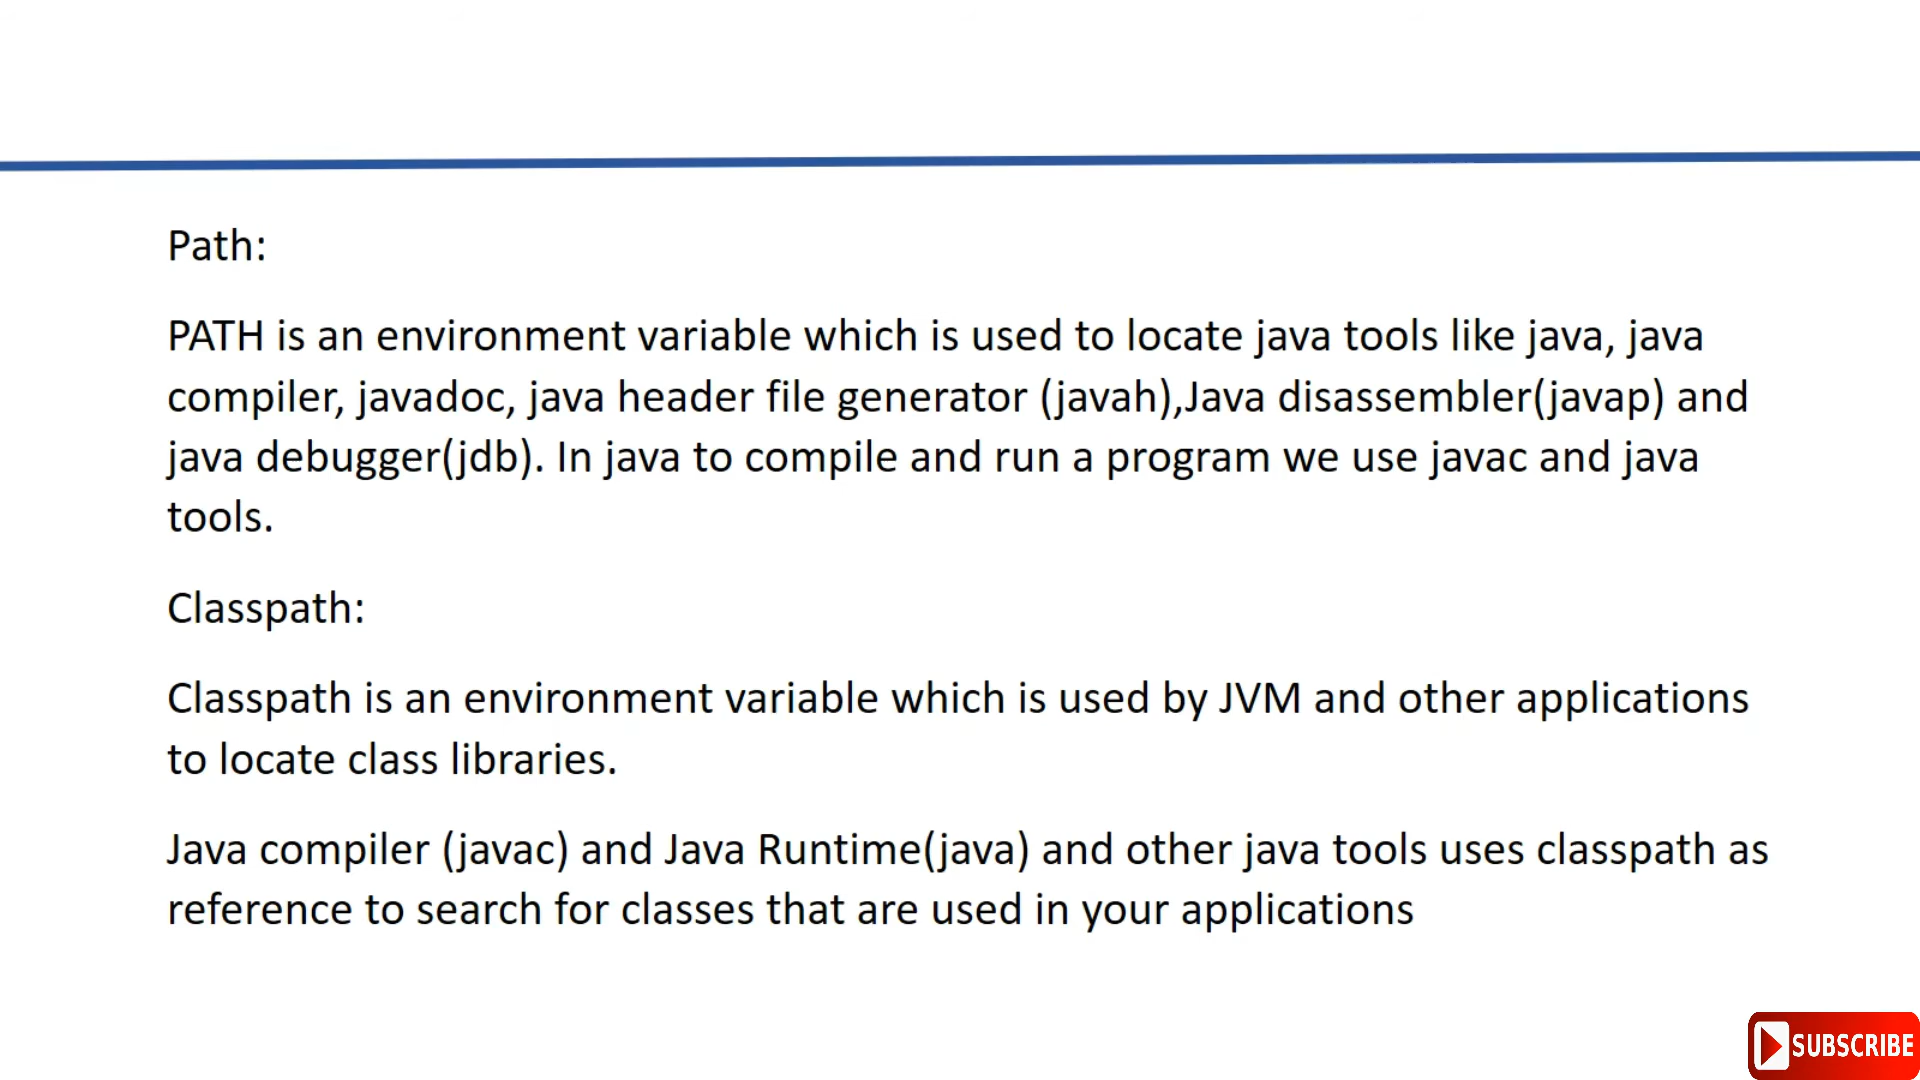 Path:
PATH is an environment variable which is used to locate java tools like java, java
compiler, javadoc, java header file generator (javah),Java disassembler(javap) and
java debugger(jdb). In java to compile and run a program we use javac and java
tools.
Classpath:
Classpath is an environment variable which is used by JVM and other applications
to locate class libraries.
Java compiler (javac) and Java Runtime(java) and other java tools uses classpath as
reference to search for classes that are used in your applications
SUBSCRIBE